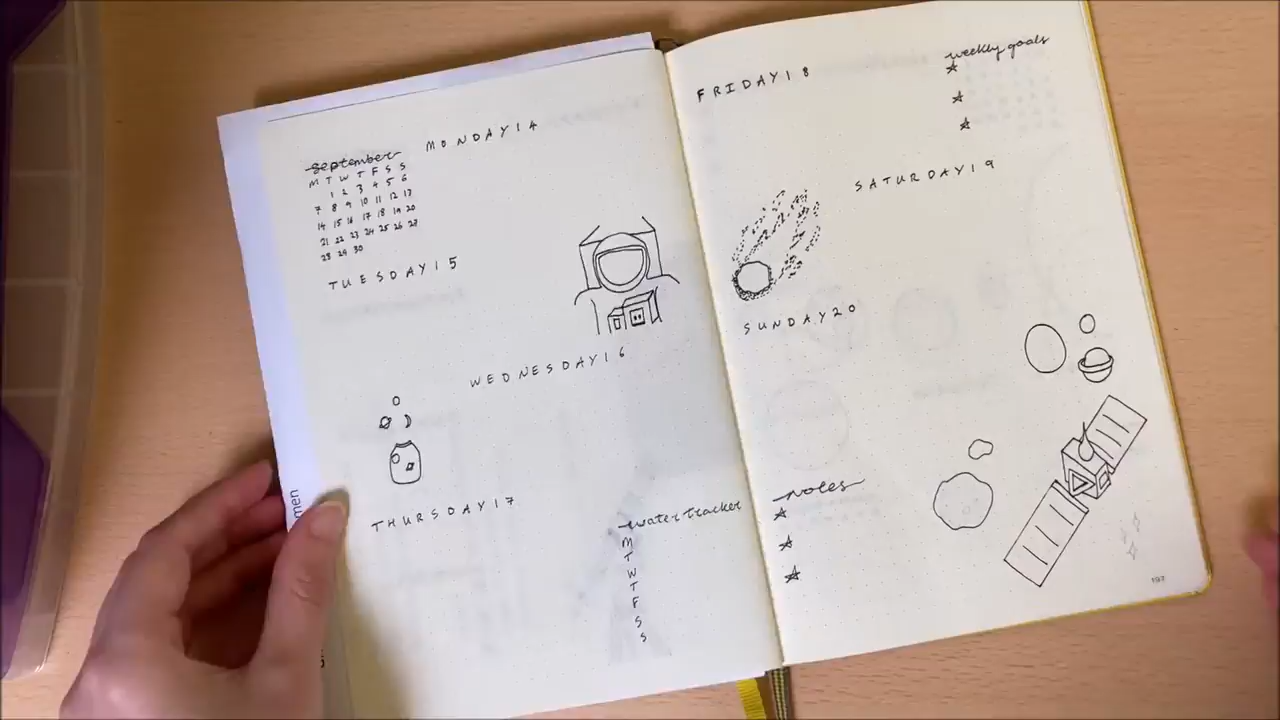 september
M T W T F S S
1 2 3 4 5 6
7 8 9 10 11 12 13
14 15 16 17 18 19 20
21 22 23 24 25 26 27
28 29 30
MONDAY 14
TUESDAY 15
WEDNESDAY 16
THURSDAY 17
water tracker
M
T
W
T
F
S
S
FRIDAY 18
weekly goals
SATURDAY 19
SUNDAY 20
notes
197